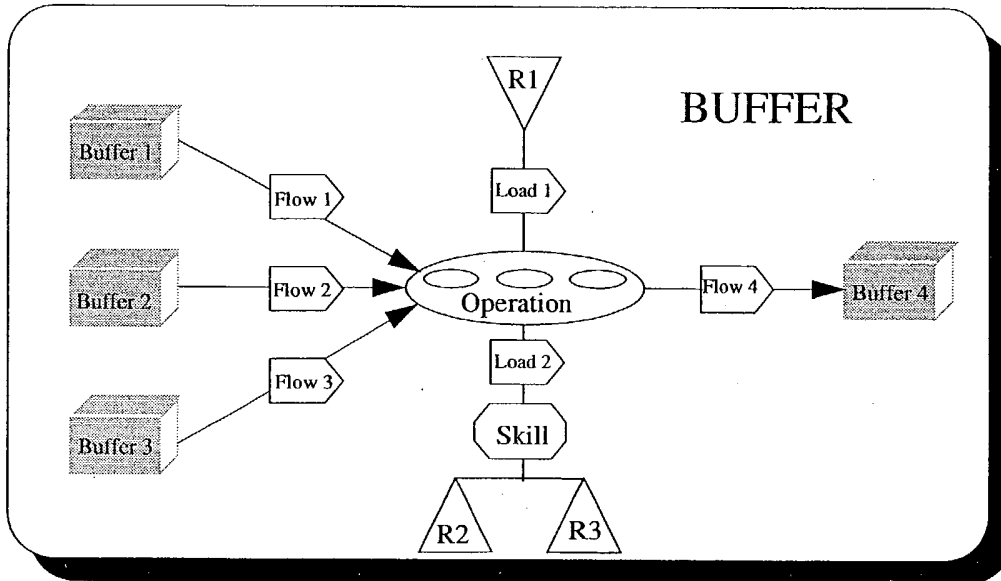 R1
BUFFER
Buffer 1
Flow 1
Load 1
Buffer 2
Flow 2
Operation
Flow 4
Buffer 4
Load 2
Flow 3
Buffer 3
Skill
R2
R3